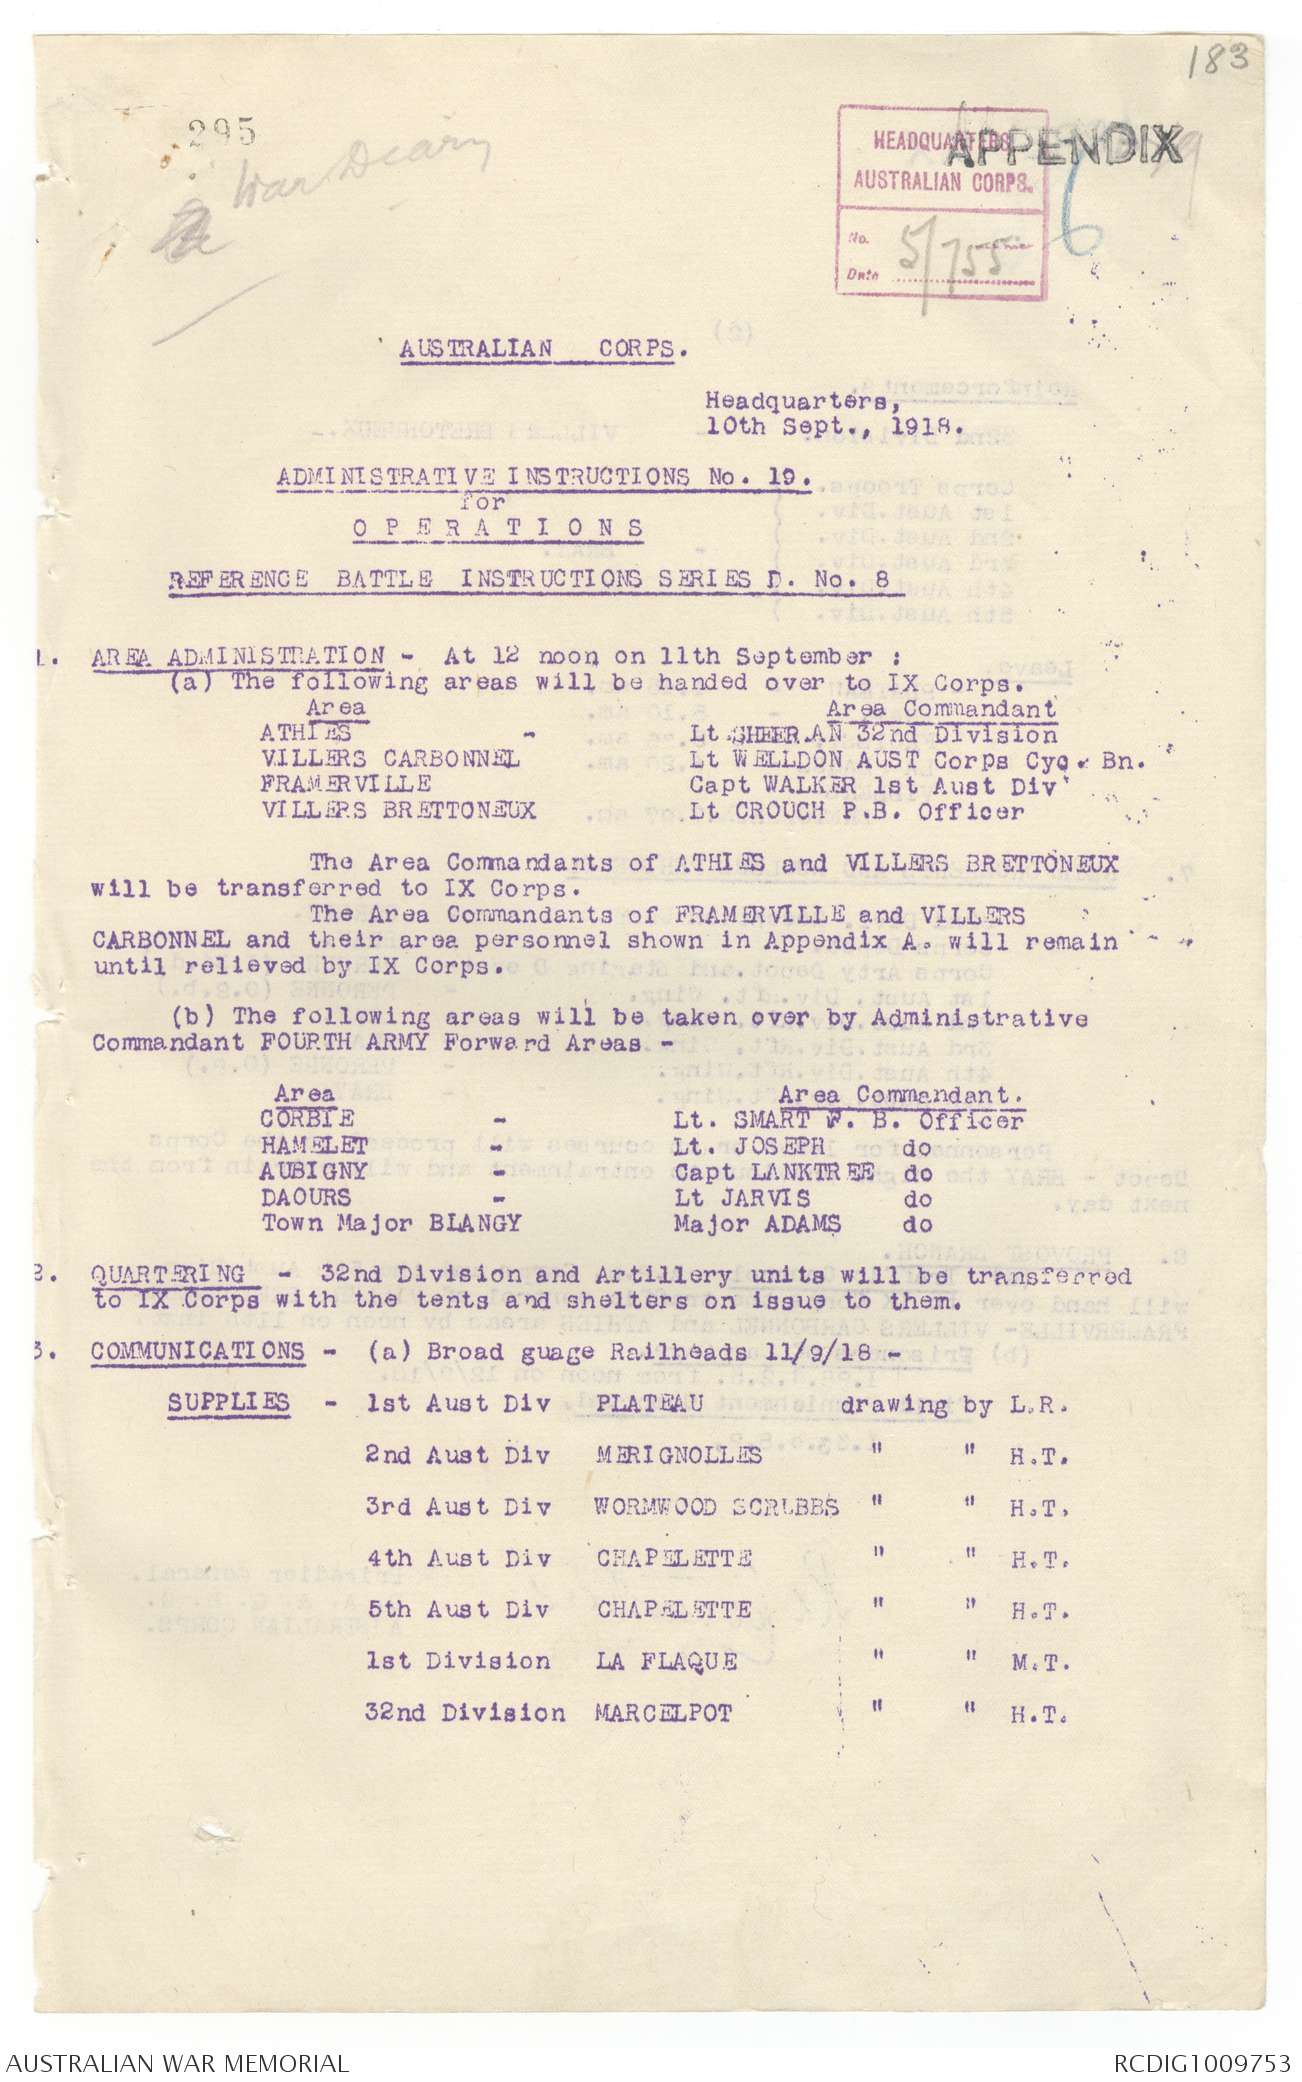 183
295
War Diary
HEADQUARTERS
AUSTRALIAN CORPS.
No. 5/755
Date
APPENDIX
6
AUSTRALIAN CORPS.
Headquarters,
10th Sept., 1918.
ADMINISTRATIVE INSTRUCTIONS No. 19.
for
OPERATIONS
REFERENCE BATTLE INSTRUCTIONS SERIES D. No. 8
1. AREA ADMINISTRATION - At 12 noon on 11th September :
(a) The following areas will be handed over to IX Corps.
Area Area Commandant
ATHIES - Lt SHEER.AN 32nd Division
VILLERS CARBONNEL Lt WELLDON AUST Corps Cyc. Bn.
FRAMERVILLE Capt WALKER 1st Aust Div
VILLERS BRETTONEUX Lt CROUCH P.B. Officer
The Area Commandants of ATHIES and VILLERS BRETTONEUX
will be transferred to IX Corps.
The Area Commandants of FRAMERVILLE and VILLERS
CARBONNEL and their area personnel shown in Appendix A. will remain
until relieved by IX Corps.
(b) The following areas will be taken over by Administrative
Commandant FOURTH ARMY Forward Areas -
Area Area Commandant.
CORBIE - Lt. SMART P. B. Officer
HAMELET - Lt. JOSEPH do
AUBIGNY - Capt LANKTREE do
DAOURS - Lt JARVIS do
Town Major BLANGY Major ADAMS do
2. QUARTERING - 32nd Division and Artillery units will be transferred
to IX Corps with the tents and shelters on issue to them.
3. COMMUNICATIONS - (a) Broad guage Railheads 11/9/18 -
SUPPLIES - 1st Aust Div PLATEAU drawing by L.R.
2nd Aust Div MERIGNOLLES " " H.T.
3rd Aust Div WORMWOOD SCRUBBS " " H.T.
4th Aust Div CHAPELETTE " " H.T.
5th Aust Div CHAPELETTE " " H.T.
1st Division LA FLAQUE " " M.T.
32nd Division MARCELPOT " " H.T.
AUSTRALIAN WAR MEMORIAL
RCDIG1009753